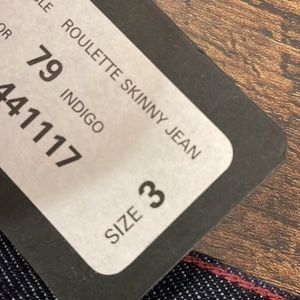 ROULETTE SKINNY JEAN
79
INDIGO
441117
SIZE 3